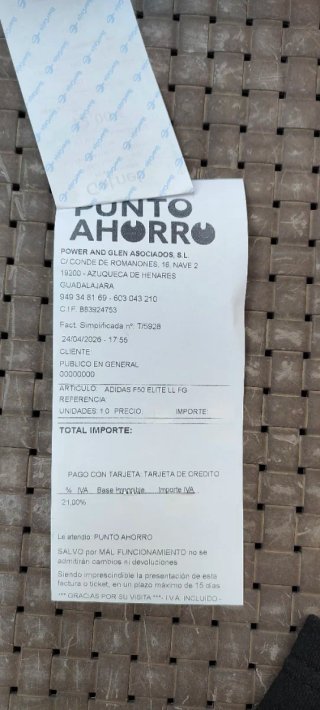 PUNTO
AHORRO
POWER AND GLEN ASOCIADOS, S.L.
C/ CONDE DE ROMANONES, 16, NAVE 2
19200 - AZUQUECA DE HENARES
GUADALAJARA
949 34 81 69 - 603 043 210
C.I.F. B83924753
Fact. Simplificada nº: T/5928
24/04/2026 - 17:55
CLIENTE:
PUBLICO EN GENERAL
00000000
ARTICULO: ADIDAS F50 ELITE LL FG
REFERENCIA:
UNIDADES: 1.0 PRECIO: IMPORTE:
TOTAL IMPORTE:
PAGO CON TARJETA: TARJETA DE CREDITO
% IVA Base Imponible Importe IVA
21,00%
Le atendio: PUNTO AHORRO
SALVO por MAL FUNCIONAMIENTO no se
admitirán cambios ni devoluciones
Siendo imprescindible la presentación de esta
factura o ticket, en un plazo máximo de 15 días
*** GRACIAS POR SU VISITA ***- I.V.A. INCLUIDO -